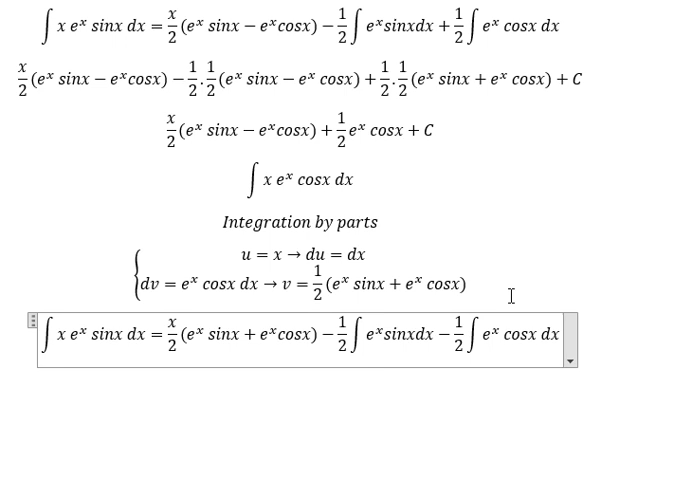 ∫ x eˣ sinx dx = x/2 (eˣ sinx − eˣcosx) − 1/2 ∫ eˣsinxdx + 1/2 ∫ eˣ cosx dx
x/2 (eˣ sinx − eˣcosx) − 1/2 . 1/2 (eˣ sinx − eˣ cosx) + 1/2 . 1/2 (eˣ sinx + eˣ cosx) + C
x/2 (eˣ sinx − eˣcosx) + 1/2 eˣ cosx + C
∫ x eˣ cosx dx
Integration by parts
{ u = x → du = dx
dv = eˣ cosx dx → v = 1/2 (eˣ sinx + eˣ cosx)
∫ x eˣ sinx dx = x/2 (eˣ sinx + eˣcosx) − 1/2 ∫ eˣsinxdx − 1/2 ∫ eˣ cosx dx